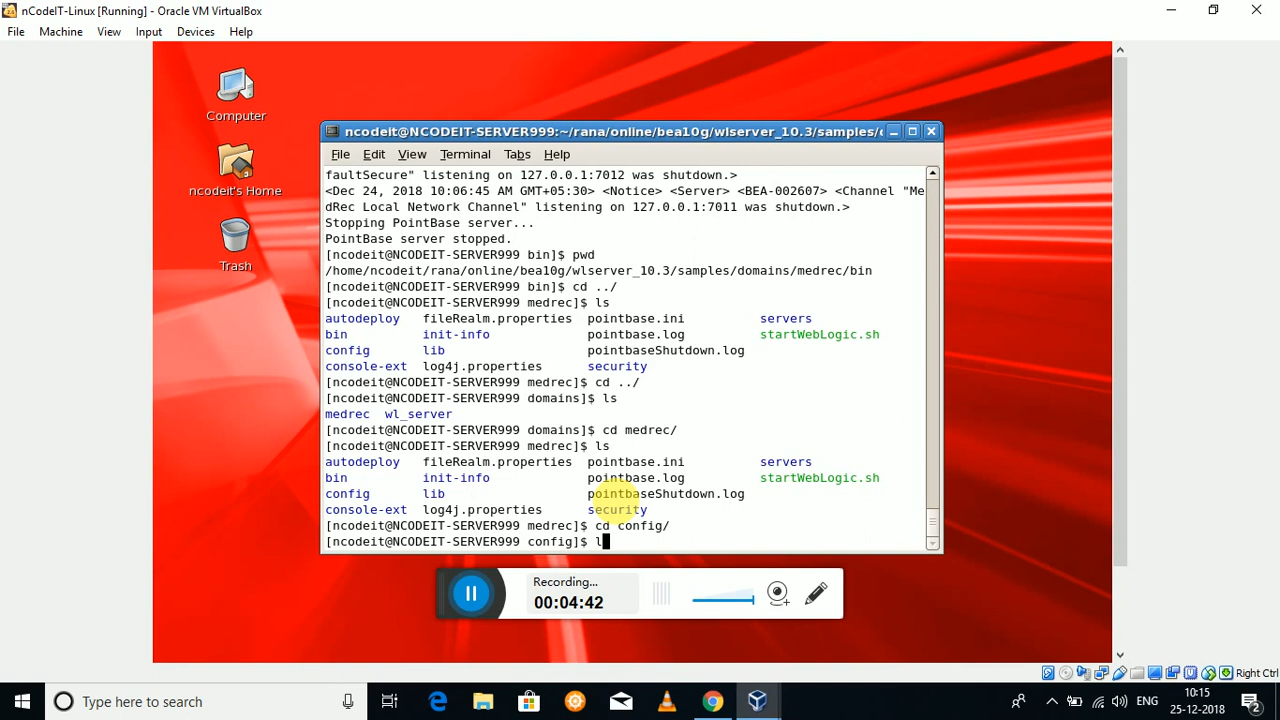 nCodeIT-Linux [Running] - Oracle VM VirtualBox
File Machine View Input Devices Help
Computer
ncodeit's Home
Trash
ncodeit@NCODEIT-SERVER999:~/rana/online/bea10g/wlserver_10.3/samples/d
File Edit View Terminal Tabs Help
faultSecure" listening on 127.0.0.1:7012 was shutdown.>
<Dec 24, 2018 10:06:45 AM GMT+05:30> <Notice> <Server> <BEA-002607> <Channel "Me
dRec Local Network Channel" listening on 127.0.0.1:7011 was shutdown.>
Stopping PointBase server...
PointBase server stopped.
[ncodeit@NCODEIT-SERVER999 bin]$ pwd
/home/ncodeit/rana/online/bea10g/wlserver_10.3/samples/domains/medrec/bin
[ncodeit@NCODEIT-SERVER999 bin]$ cd ../
[ncodeit@NCODEIT-SERVER999 medrec]$ ls
autodeploy fileRealm.properties pointbase.ini servers
bin init-info pointbase.log startWebLogic.sh
config lib pointbaseShutdown.log
console-ext log4j.properties security
[ncodeit@NCODEIT-SERVER999 medrec]$ cd ../
[ncodeit@NCODEIT-SERVER999 domains]$ ls
medrec wl_server
[ncodeit@NCODEIT-SERVER999 domains]$ cd medrec/
[ncodeit@NCODEIT-SERVER999 medrec]$ ls
autodeploy fileRealm.properties pointbase.ini servers
bin init-info pointbase.log startWebLogic.sh
config lib pointbaseShutdown.log
console-ext log4j.properties security
[ncodeit@NCODEIT-SERVER999 medrec]$ cd config/
[ncodeit@NCODEIT-SERVER999 config]$ l
Recording...
00:04:42
Right Ctrl
Type here to search
ENG
10:15
25-12-2018
2